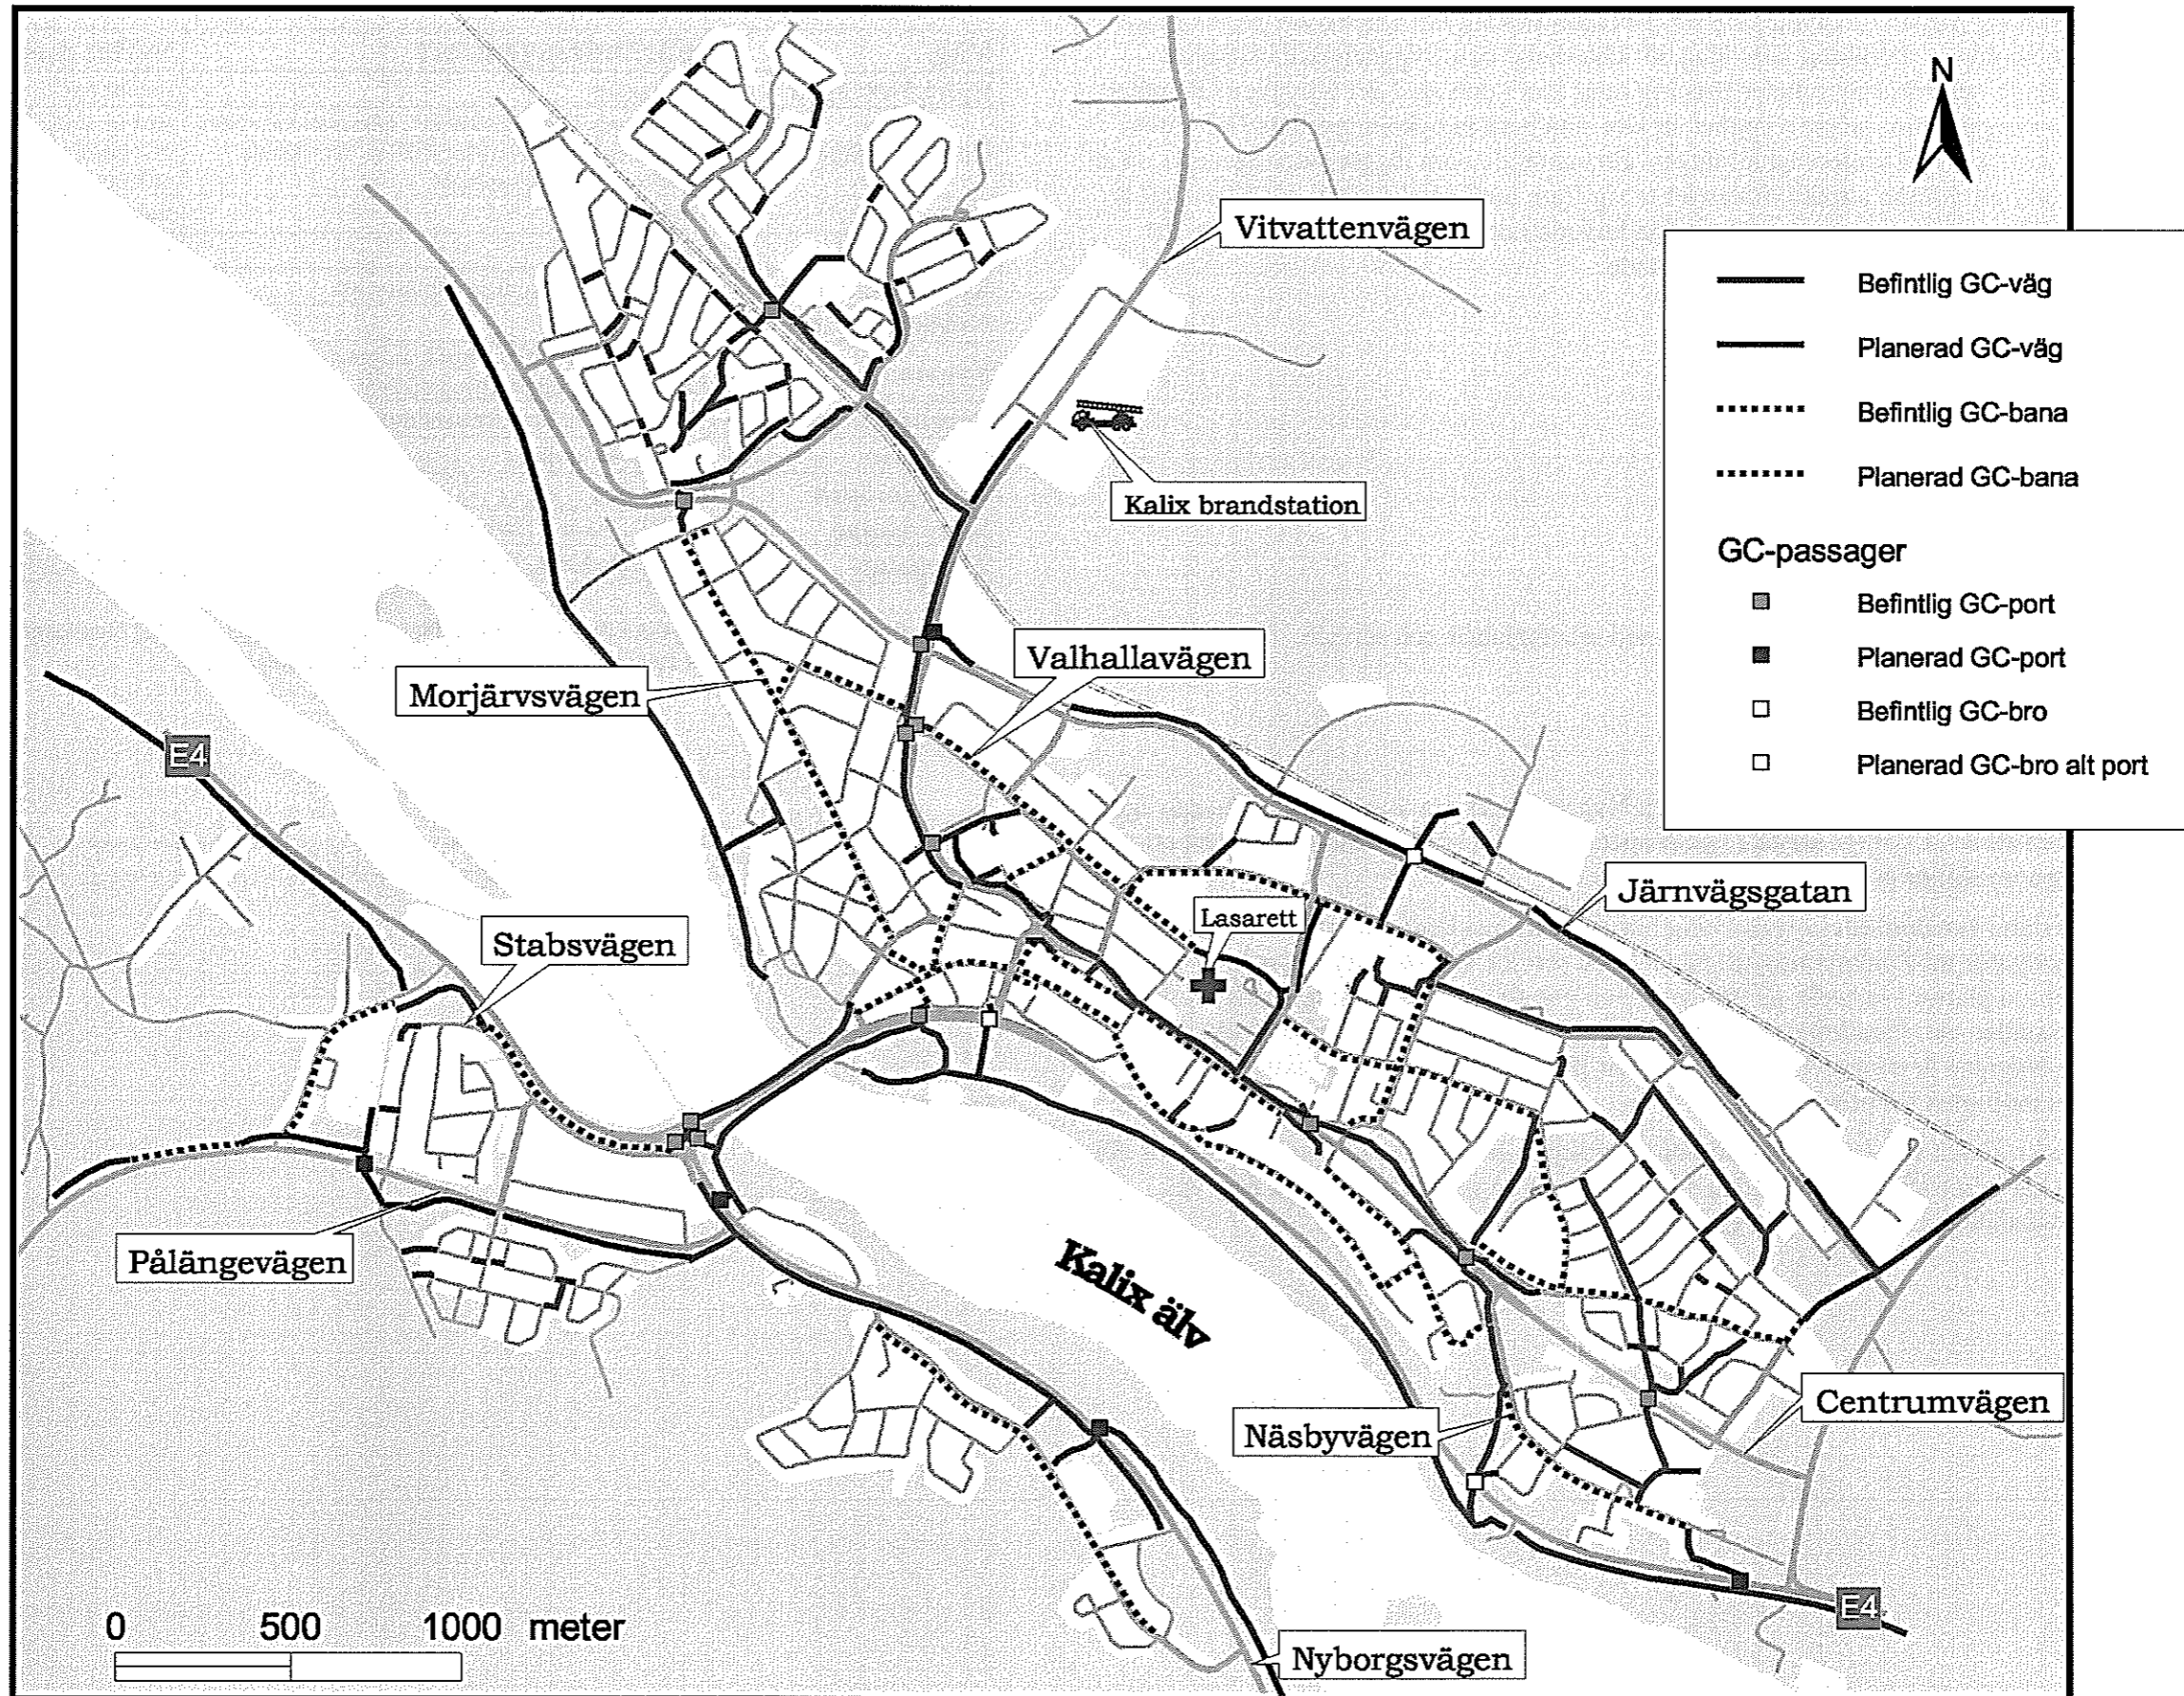 N
Vitvattenvägen
Befintlig GC-väg
Planerad GC-väg
Befintlig GC-bana
Planerad GC-bana
GC-passager
Befintlig GC-port
Planerad GC-port
Befintlig GC-bro
Planerad GC-bro alt port
Kalix brandstation
Valhallavägen
Morjärvsvägen
E4
Järnvägsgatan
Lasarett
Stabsvägen
Pålängevägen
Kalix älv
Centrumvägen
Näsbyvägen
E4
0 500 1000 meter
Nyborgsvägen